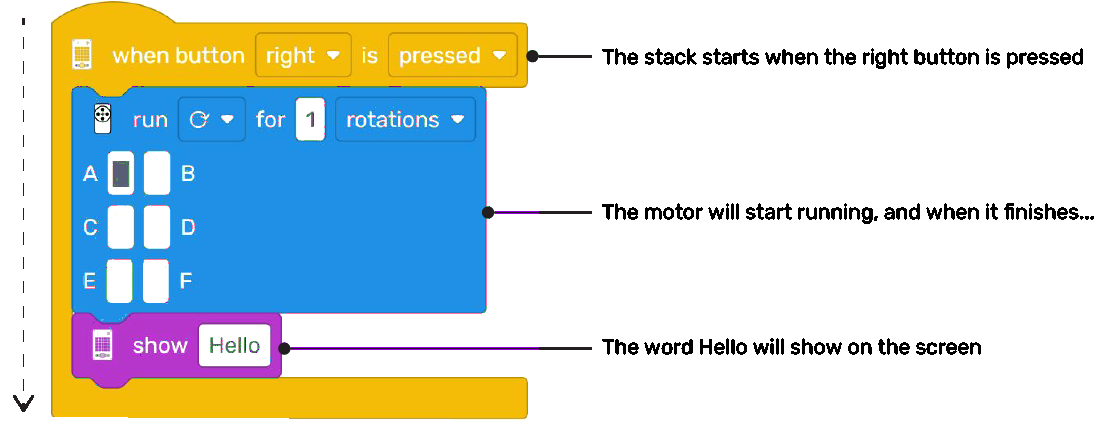 when button right is pressed
The stack starts when the right button is pressed
run for 1 rotations
A B
The motor will start running, and when it finishes...
C D
E F
show Hello
The word Hello will show on the screen